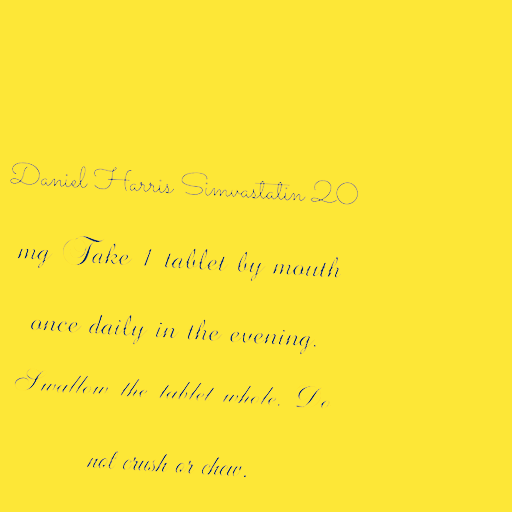 Daniel Harris Simvastatin 20
mg Take 1 tablet by mouth
once daily in the evening.
Swallow the tablet whole. Do
not crush or chew.